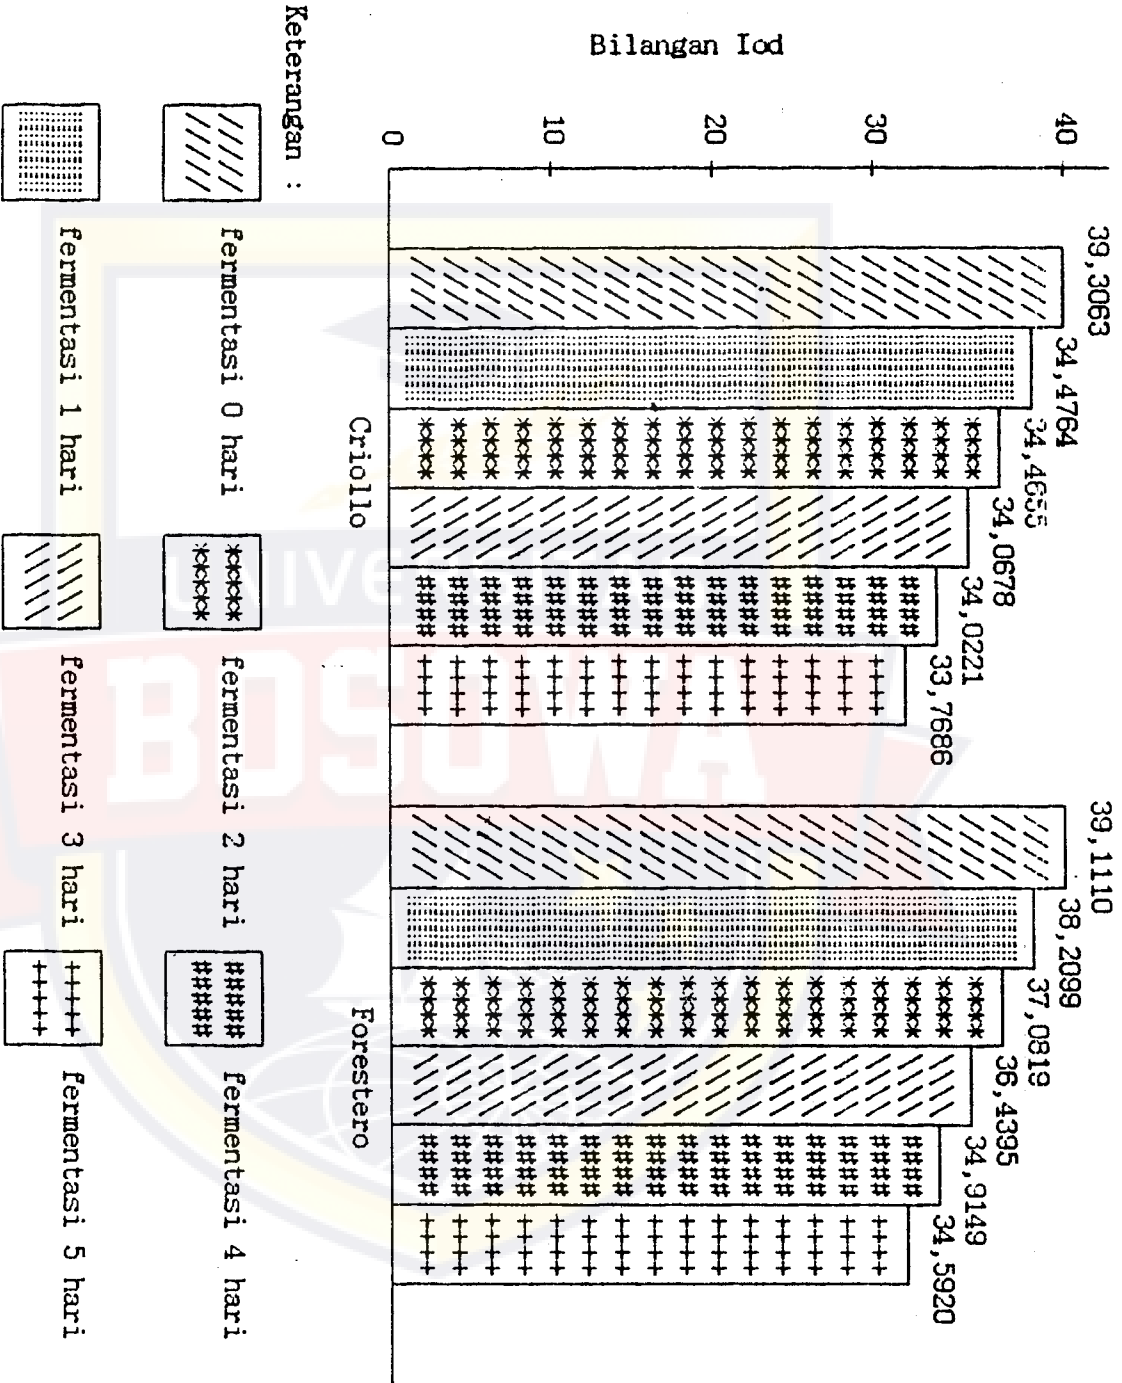 Bilangan Iod
40
30
20
10
0
39,3063
34,4764
34,4655
34,0678
34,0221
33,7686
39,1110
38,2099
37,0819
36,4395
34,9149
34,5920
Criollo
Forestero
Keterangan :
fermentasi 0 hari
fermentasi 2 hari
fermentasi 4 hari
fermentasi 1 hari
fermentasi 3 hari
fermentasi 5 hari
UNIVERSITAS
BOSOWA